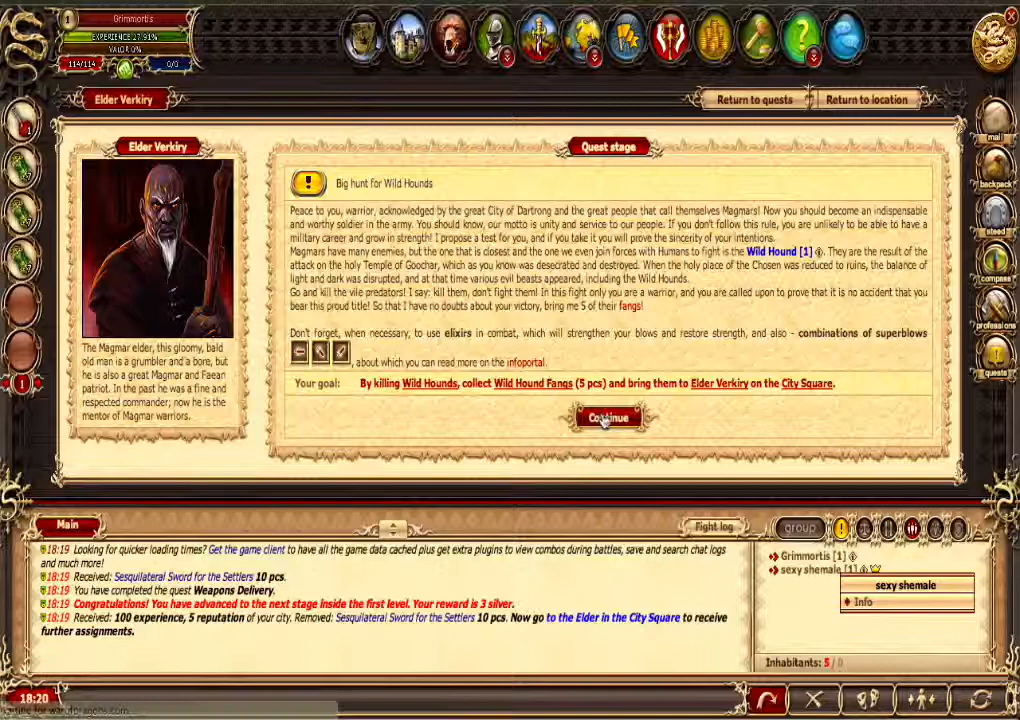 1
Grimmortis
EXPERIENCE 27.91%
VALOR 0%
114/114
0/0
Elder Verkiry
Return to quests
Return to location
Elder Verkiry
Quest stage
Big hunt for Wild Hounds
Peace to you, warrior, acknowledged by the great City of Dartrong and the great people that call themselves Magmars! Now you should become an indispensable
and worthy soldier in the army. You should know, our motto is unity and service to our people. If you don't follow this rule, you are unlikely to be able to have a
military career and grow in strength! I propose a test for you, and if you take it you will prove the sincerity of your intentions.
Magmars have many enemies, but the one that is closest and the one we even join forces with Humans to fight is the Wild Hound [1]. They are the result of the
attack on the holy Temple of Goochar, which as you know was desecrated and destroyed. When the holy place of the Chosen was reduced to ruins, the balance of
light and dark was disrupted, and at that time various evil beasts appeared, including the Wild Hounds.
Go and kill the vile predators! I say: kill them, don't fight them! In this fight only you are a warrior, and you are called upon to prove that it is no accident that you
bear this proud title! So that I have no doubts about your victory, bring me 5 of their fangs!
Don't forget, when necessary, to use elixirs in combat, which will strengthen your blows and restore strength, and also - combinations of superblows
, about which you can read more on the infoportal.
Your goal: By killing Wild Hounds, collect Wild Hound Fangs (5 pcs) and bring them to Elder Verkiry on the City Square.
Continue
The Magmar elder, this gloomy, bald
old man is a grumbler and a bore, but
he is also a great Magmar and Faean
patriot. In the past he was a fine and
respected commander; now he is the
mentor of Magmar warriors.
1
mail
backpack
steed
compass
professions
quests
Main
Fight log
group
18:19 Looking for quicker loading times? Get the game client to have all the game data cached plus get extra plugins to view combos during battles, save and search chat logs
and much more!
18:19 Received: Sesquilateral Sword for the Settlers 10 pcs.
18:19 You have completed the quest Weapons Delivery.
18:19 Congratulations! You have advanced to the next stage inside the first level. Your reward is 3 silver.
18:19 Received: 100 experience, 5 reputation of your city. Removed: Sesquilateral Sword for the Settlers 10 pcs. Now go to the Elder in the City Square to receive
further assignments.
Grimmortis [1]
sexy shemale [1]
sexy shemale
Info
Inhabitants: 5 / 0
18:20